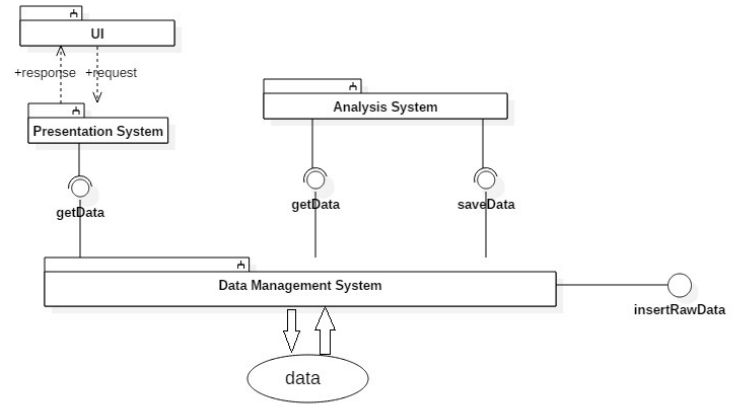 UI
+response
+request
Presentation System
Analysis System
getData
getData
saveData
Data Management System
insertRawData
data